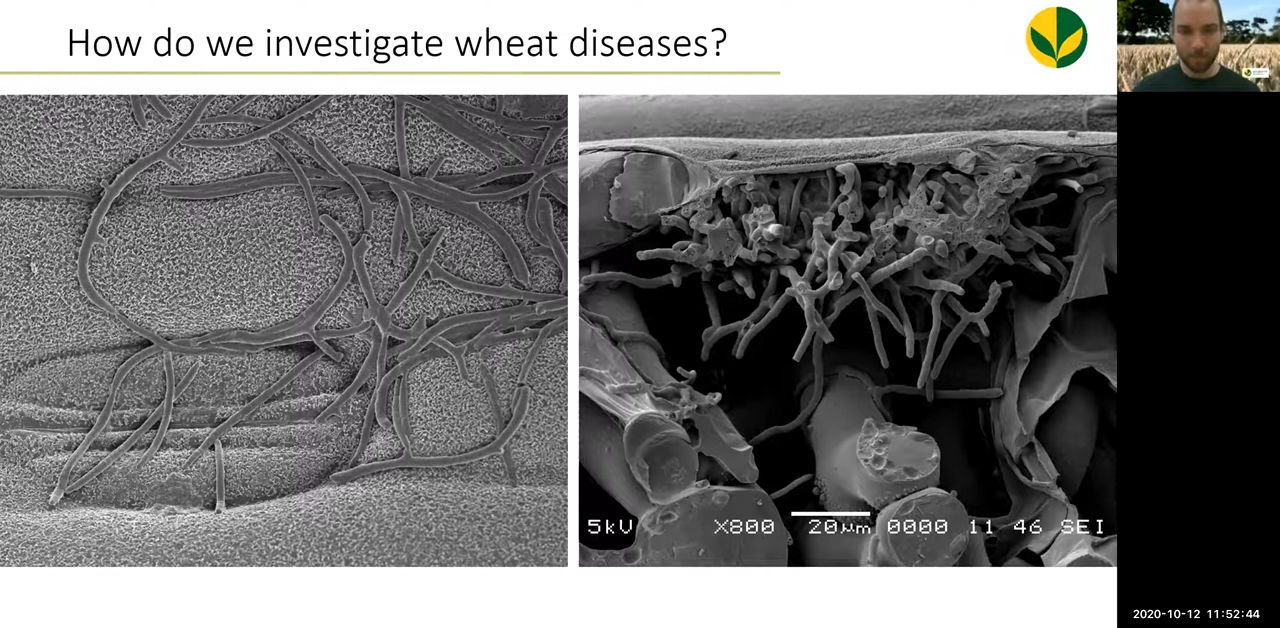 How do we investigate wheat diseases?
5kV X800 20µm 0000 11 46 SEI
2020-10-12 11:52:44